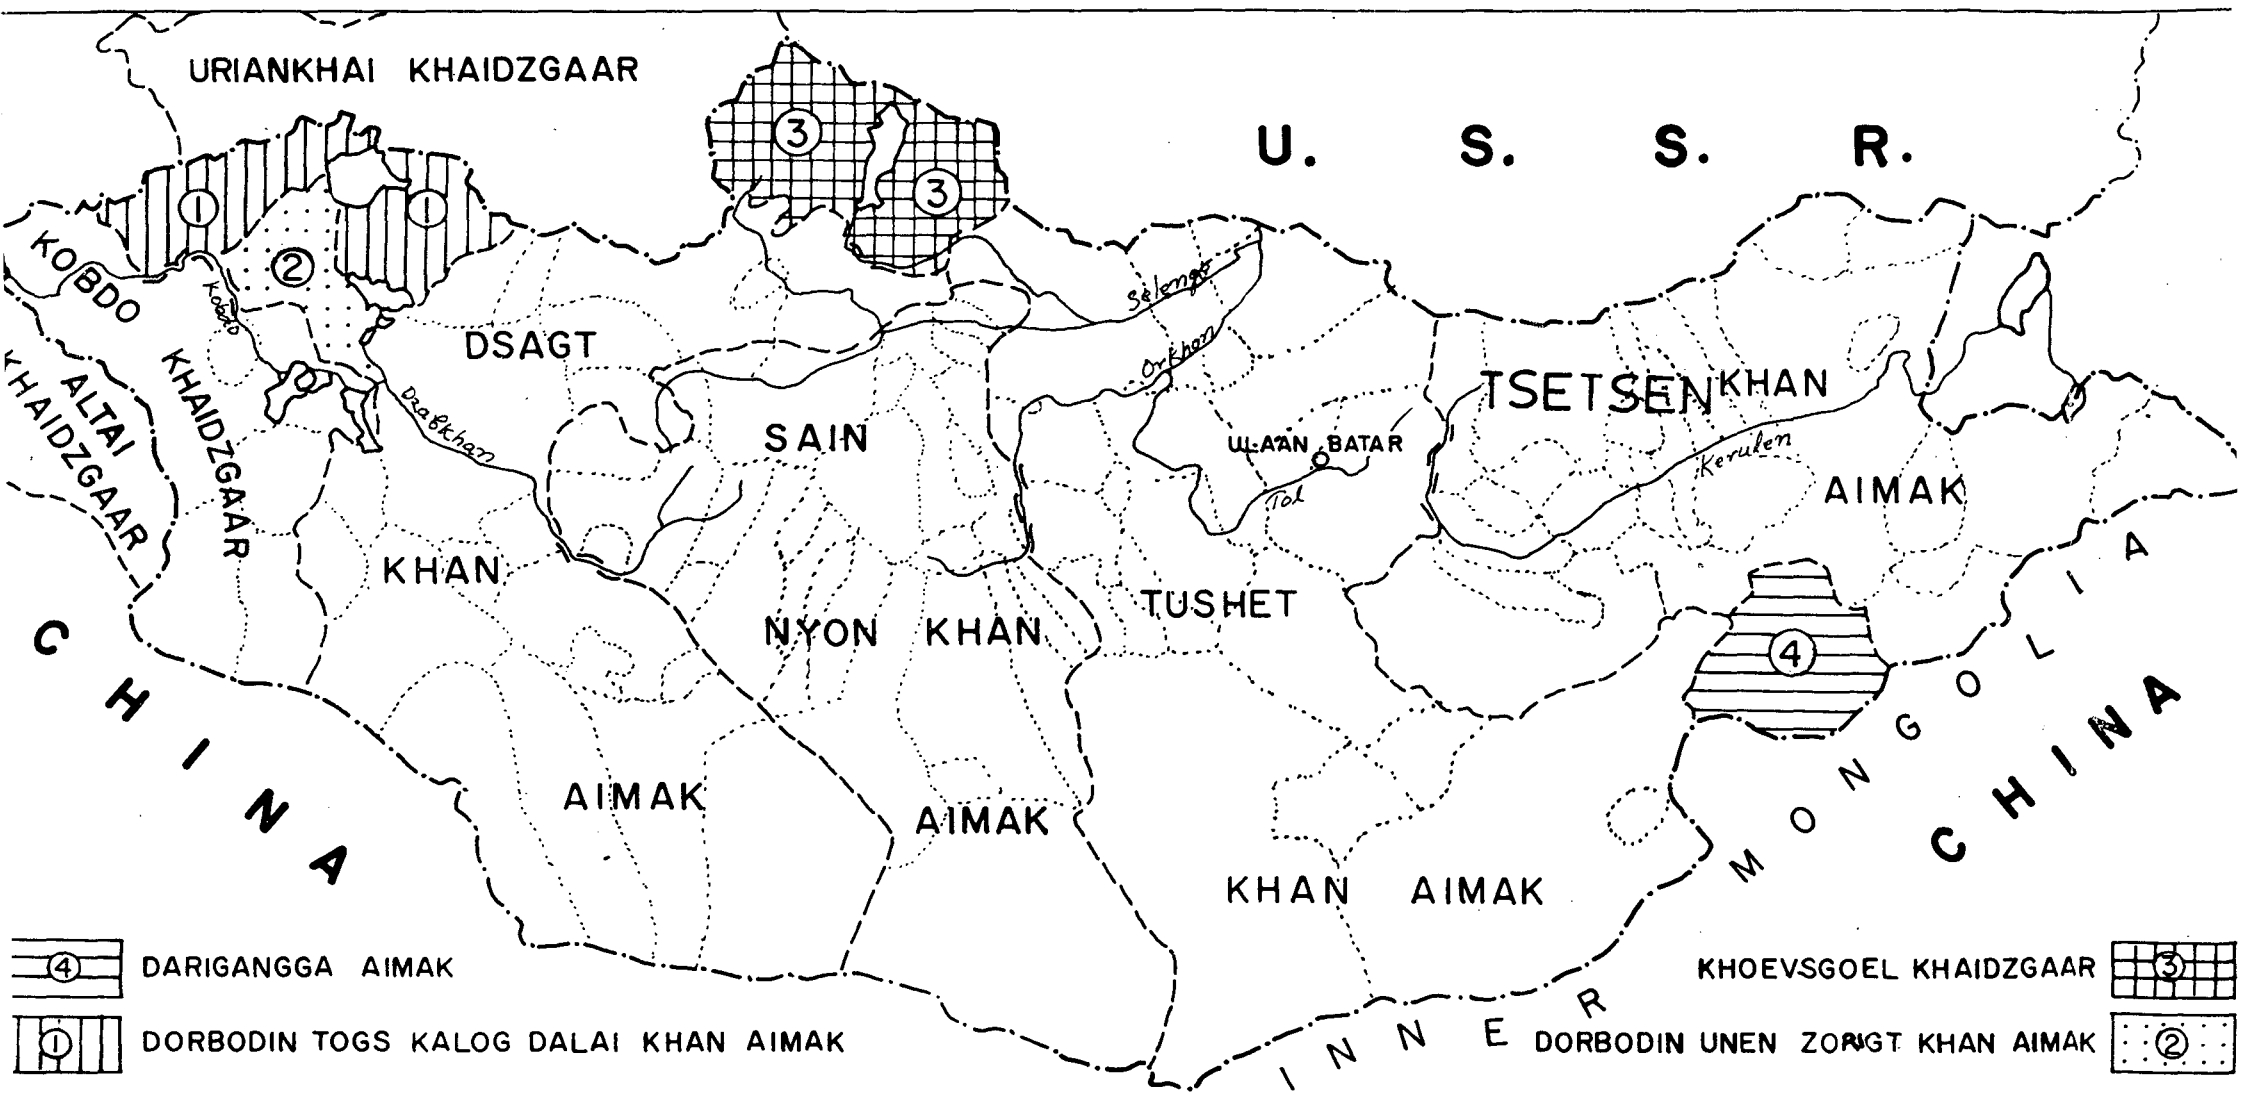 URIANKHAI KHAIDZGAAR
U. S. S. R.
3
3
1
1
2
KOBDO
KHAIDZGAAR
Kobdo
ALTAI
KHAIDZGAAR
DSAGT
KHAN
AIMAK
Dzabkhan
SAIN
NYON KHAN
AIMAK
Selenga
Orkhon
ULAAN BATAR
Tol
TUSHET
KHAN AIMAK
TSETSEN KHAN
AIMAK
Kerulen
4
CHINA
INNER MONGOLIA
CHINA
4 DARIGANGGA AIMAK
1 DORBODIN TOGS KALOG DALAI KHAN AIMAK
KHOEVSGOEL KHAIDZGAAR 3
DORBODIN UNEN ZORIGT KHAN AIMAK 2